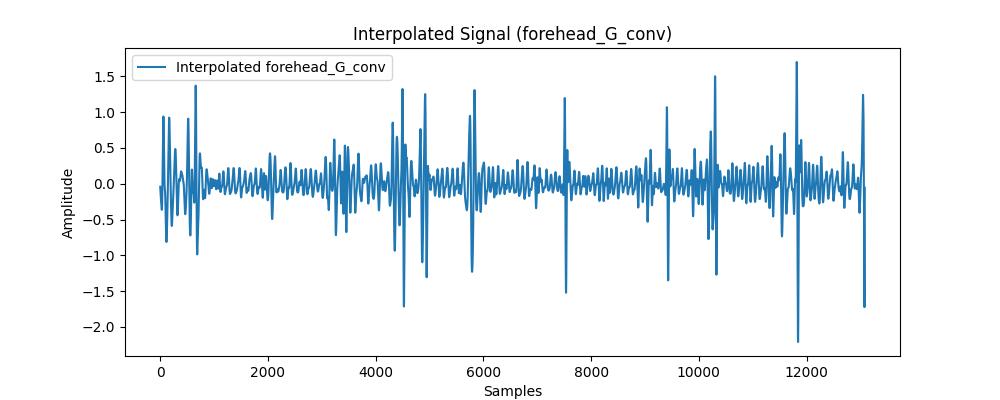 Interpolated Signal (forehead_G_conv)
Interpolated forehead_G_conv
1.5
1.0
0.5
0.0
−0.5
−1.0
−1.5
−2.0
Amplitude
0 2000 4000 6000 8000 10000 12000
Samples